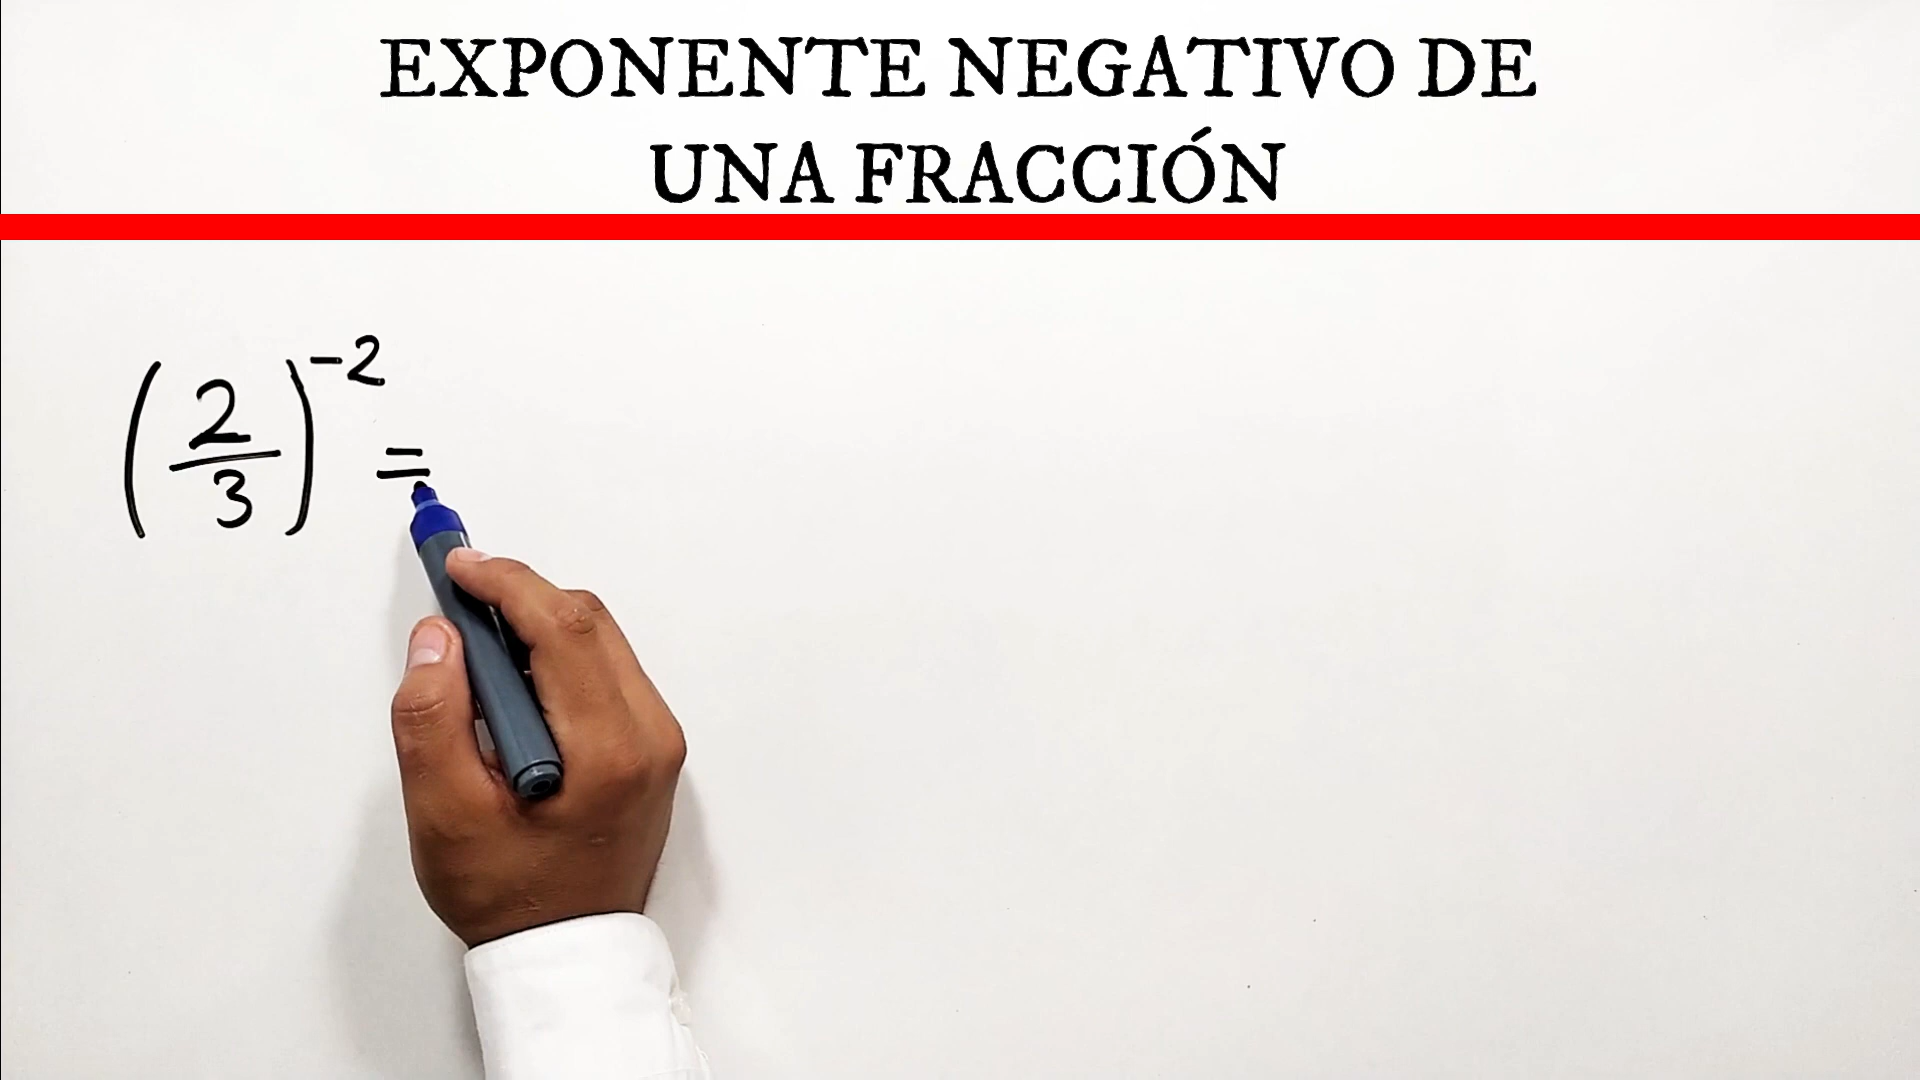 EXPONENTE NEGATIVO DE
UNA FRACCIÓN
(2/3)^-2 =